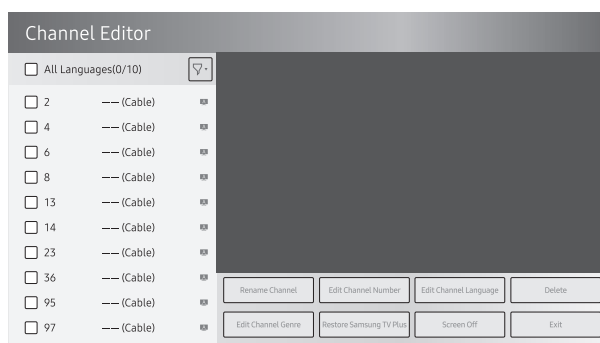 Channel Editor
All Languages(0/10)
2 —— (Cable)
4 —— (Cable)
6 —— (Cable)
8 —— (Cable)
13 —— (Cable)
14 —— (Cable)
23 —— (Cable)
36 —— (Cable)
95 —— (Cable)
97 —— (Cable)
Rename Channel Edit Channel Number Edit Channel Language Delete
Edit Channel Genre Restore Samsung TV Plus Screen Off Exit